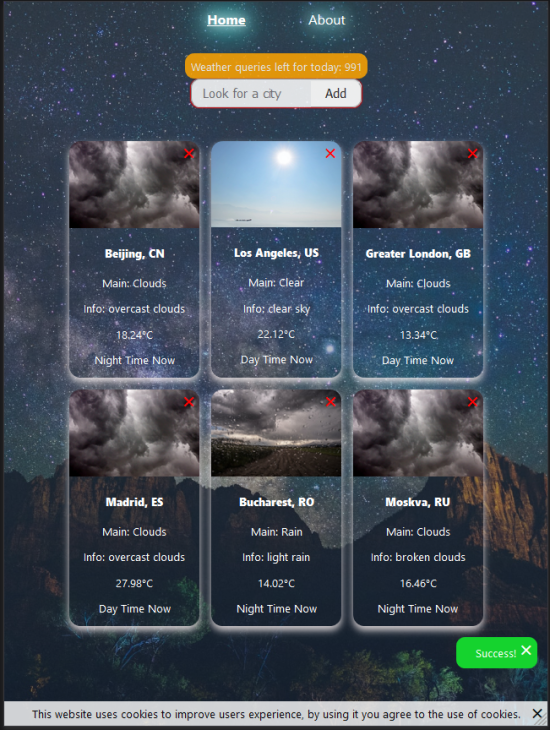 Home About
Weather queries left for today: 991
Look for a city Add
Beijing, CN
Main: Clouds
Info: overcast clouds
18.24°C
Night Time Now
Los Angeles, US
Main: Clear
Info: clear sky
22.12°C
Day Time Now
Greater London, GB
Main: Clouds
Info: overcast clouds
13.34°C
Day Time Now
Madrid, ES
Main: Clouds
Info: overcast clouds
27.98°C
Day Time Now
Bucharest, RO
Main: Rain
Info: light rain
14.02°C
Night Time Now
Moskva, RU
Main: Clouds
Info: broken clouds
16.46°C
Night Time Now
Success!
This website uses cookies to improve users experience, by using it you agree to the use of cookies.